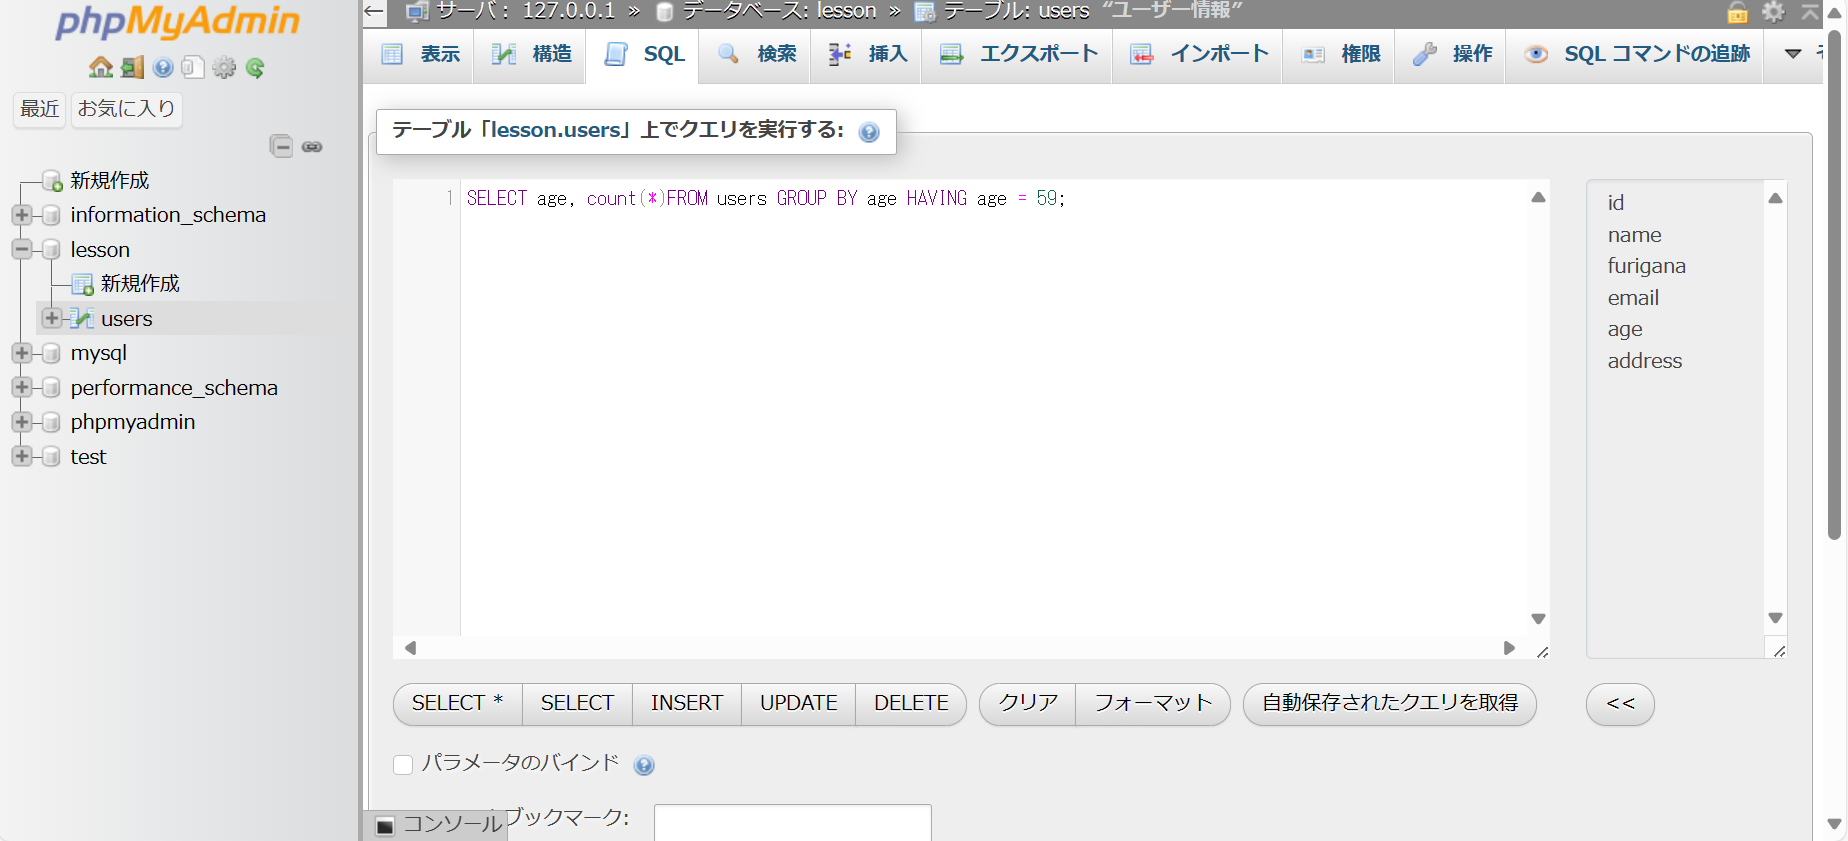 phpMyAdmin
最近 お気に入り
新規作成
information_schema
lesson
新規作成
users
mysql
performance_schema
phpmyadmin
test
サーバ: 127.0.0.1 » データベース: lesson » テーブル: users “ユーザー情報”
表示 構造 SQL 検索 挿入 エクスポート インポート 権限 操作 SQL コマンドの追跡
テーブル「lesson.users」上でクエリを実行する:
1 SELECT age, count(*)FROM users GROUP BY age HAVING age = 59;
id
name
furigana
email
age
address
SELECT * SELECT INSERT UPDATE DELETE クリア フォーマット 自動保存されたクエリを取得 <<
パラメータのバインド
ブックマーク:
コンソール